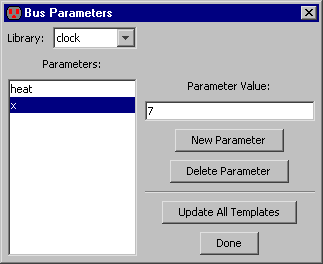 Bus Parameters
Library: clock
Parameters:
heat
x
Parameter Value:
7
New Parameter
Delete Parameter
Update All Templates
Done